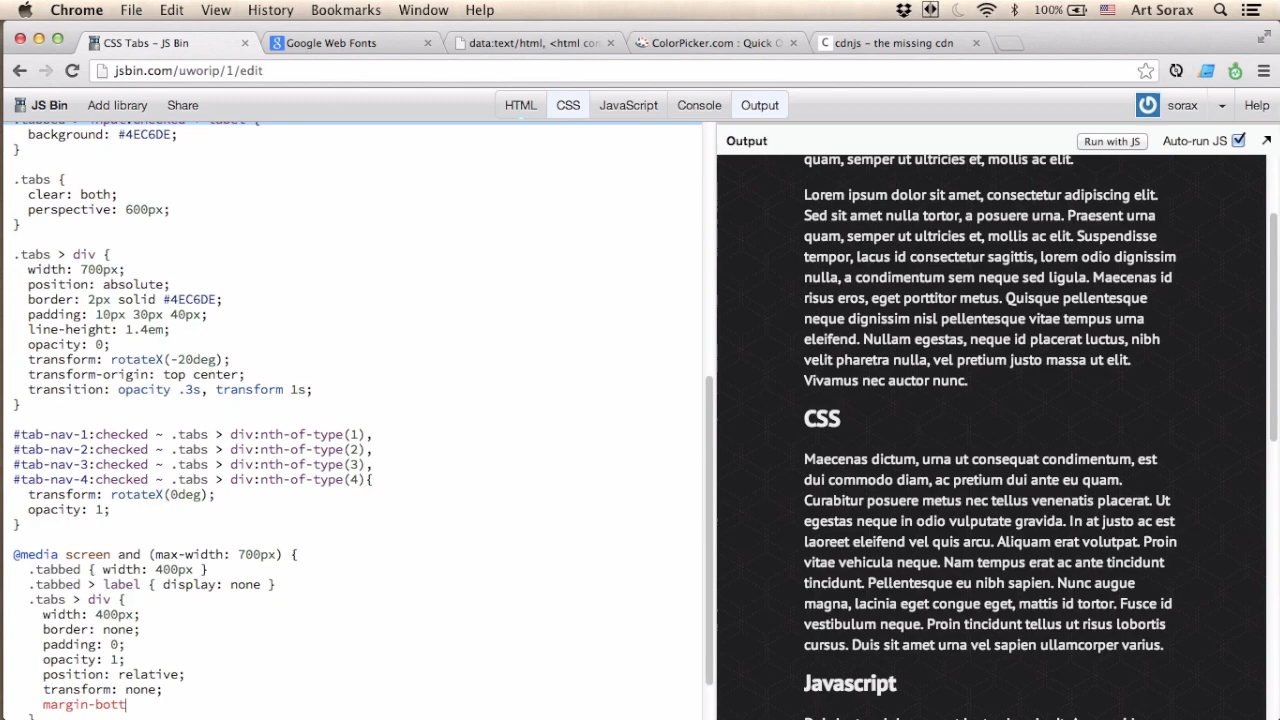 Chrome File Edit View History Bookmarks Window Help 100% Art Sorax
CSS Tabs - JS Bin Google Web Fonts data:text/html, <html con ColorPicker.com : Quick C cdnjs - the missing cdn
jsbin.com/uworip/1/edit
JS Bin Add library Share HTML CSS JavaScript Console Output sorax Help
background: #4EC6DE;
}
.tabs {
clear: both;
perspective: 600px;
}
.tabs > div {
width: 700px;
position: absolute;
border: 2px solid #4EC6DE;
padding: 10px 30px 40px;
line-height: 1.4em;
opacity: 0;
transform: rotateX(-20deg);
transform-origin: top center;
transition: opacity .3s, transform 1s;
}
#tab-nav-1:checked ~ .tabs > div:nth-of-type(1),
#tab-nav-2:checked ~ .tabs > div:nth-of-type(2),
#tab-nav-3:checked ~ .tabs > div:nth-of-type(3),
#tab-nav-4:checked ~ .tabs > div:nth-of-type(4){
transform: rotateX(0deg);
opacity: 1;
}
@media screen and (max-width: 700px) {
.tabbed { width: 400px }
.tabbed > label { display: none }
.tabs > div {
width: 400px;
border: none;
padding: 0;
opacity: 1;
position: relative;
transform: none;
margin-bott
Output Run with JS Auto-run JS
quam, semper ut ultricies et, mollis ac elit.
Lorem ipsum dolor sit amet, consectetur adipiscing elit.
Sed sit amet nulla tortor, a posuere urna. Praesent urna
quam, semper ut ultricies et, mollis ac elit. Suspendisse
tempor, lacus id consectetur sagittis, lorem odio dignissim
nulla, a condimentum sem neque sed ligula. Maecenas id
risus eros, eget porttitor metus. Quisque pellentesque
neque dignissim nisl pellentesque vitae tempus urna
eleifend. Nullam egestas, neque id placerat luctus, nibh
velit pharetra nulla, vel pretium justo massa ut elit.
Vivamus nec auctor nunc.
CSS
Maecenas dictum, urna ut consequat condimentum, est
dui commodo diam, ac pretium dui ante eu quam.
Curabitur posuere metus nec tellus venenatis placerat. Ut
egestas neque in odio vulputate gravida. In at justo ac est
laoreet eleifend vel quis arcu. Aliquam erat volutpat. Proin
vitae vehicula neque. Nam tempus erat ac ante tincidunt
tincidunt. Pellentesque eu nibh sapien. Nunc augue
magna, lacinia eget congue eget, mattis id tortor. Fusce id
vestibulum neque. Proin tincidunt tellus ut risus lobortis
cursus. Duis sit amet urna vel sapien ullamcorper varius.
Javascript